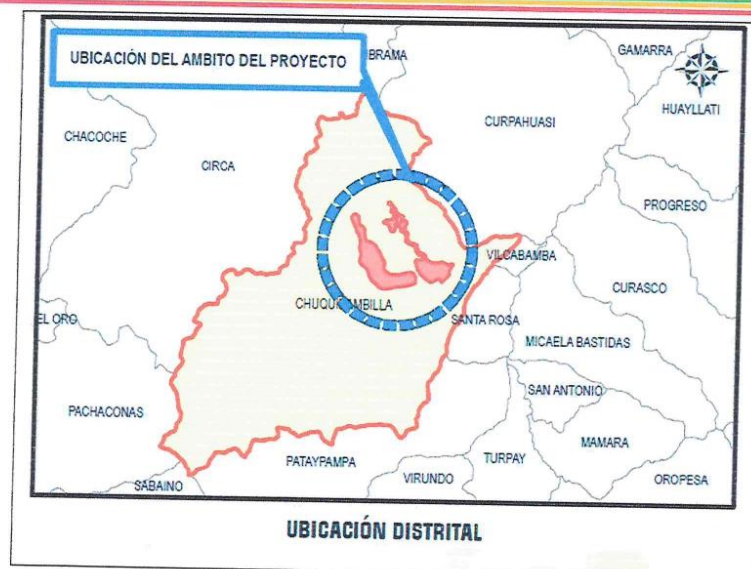 UBICACIÓN DEL AMBITO DEL PROYECTO
BRAMA
GAMARRA
HUAYLLATI
CHACOCHE
CURPAHUASI
CIRCA
PROGRESO
VILCABAMBA
CURASCO
EL ORO
SANTA ROSA
MICAELA BASTIDAS
SAN ANTONIO
PACHACONAS
MAMARA
PATAYPAMPA
TURPAY
VIRUNDO
OROPESA
SABAINO
UBICACIÓN DISTRITAL